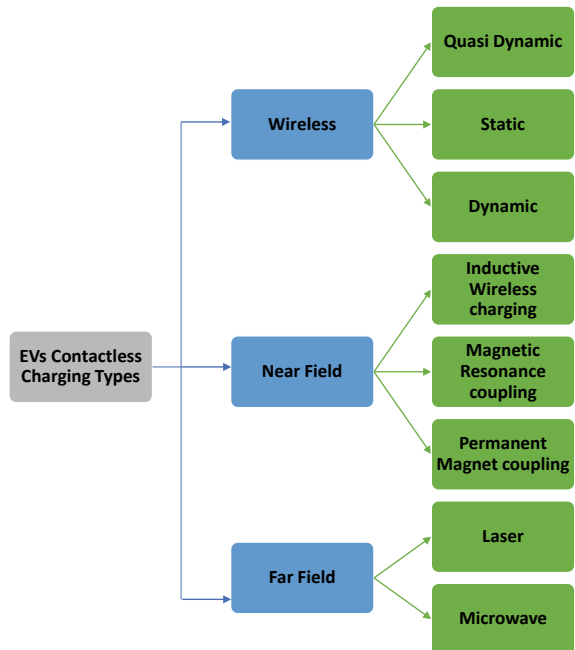 Quasi Dynamic
Wireless
Static
Dynamic
Inductive
Wireless
charging
EVs Contactless
Charging Types
Near Field
Magnetic
Resonance
coupling
Permanent
Magnet coupling
Laser
Far Field
Microwave